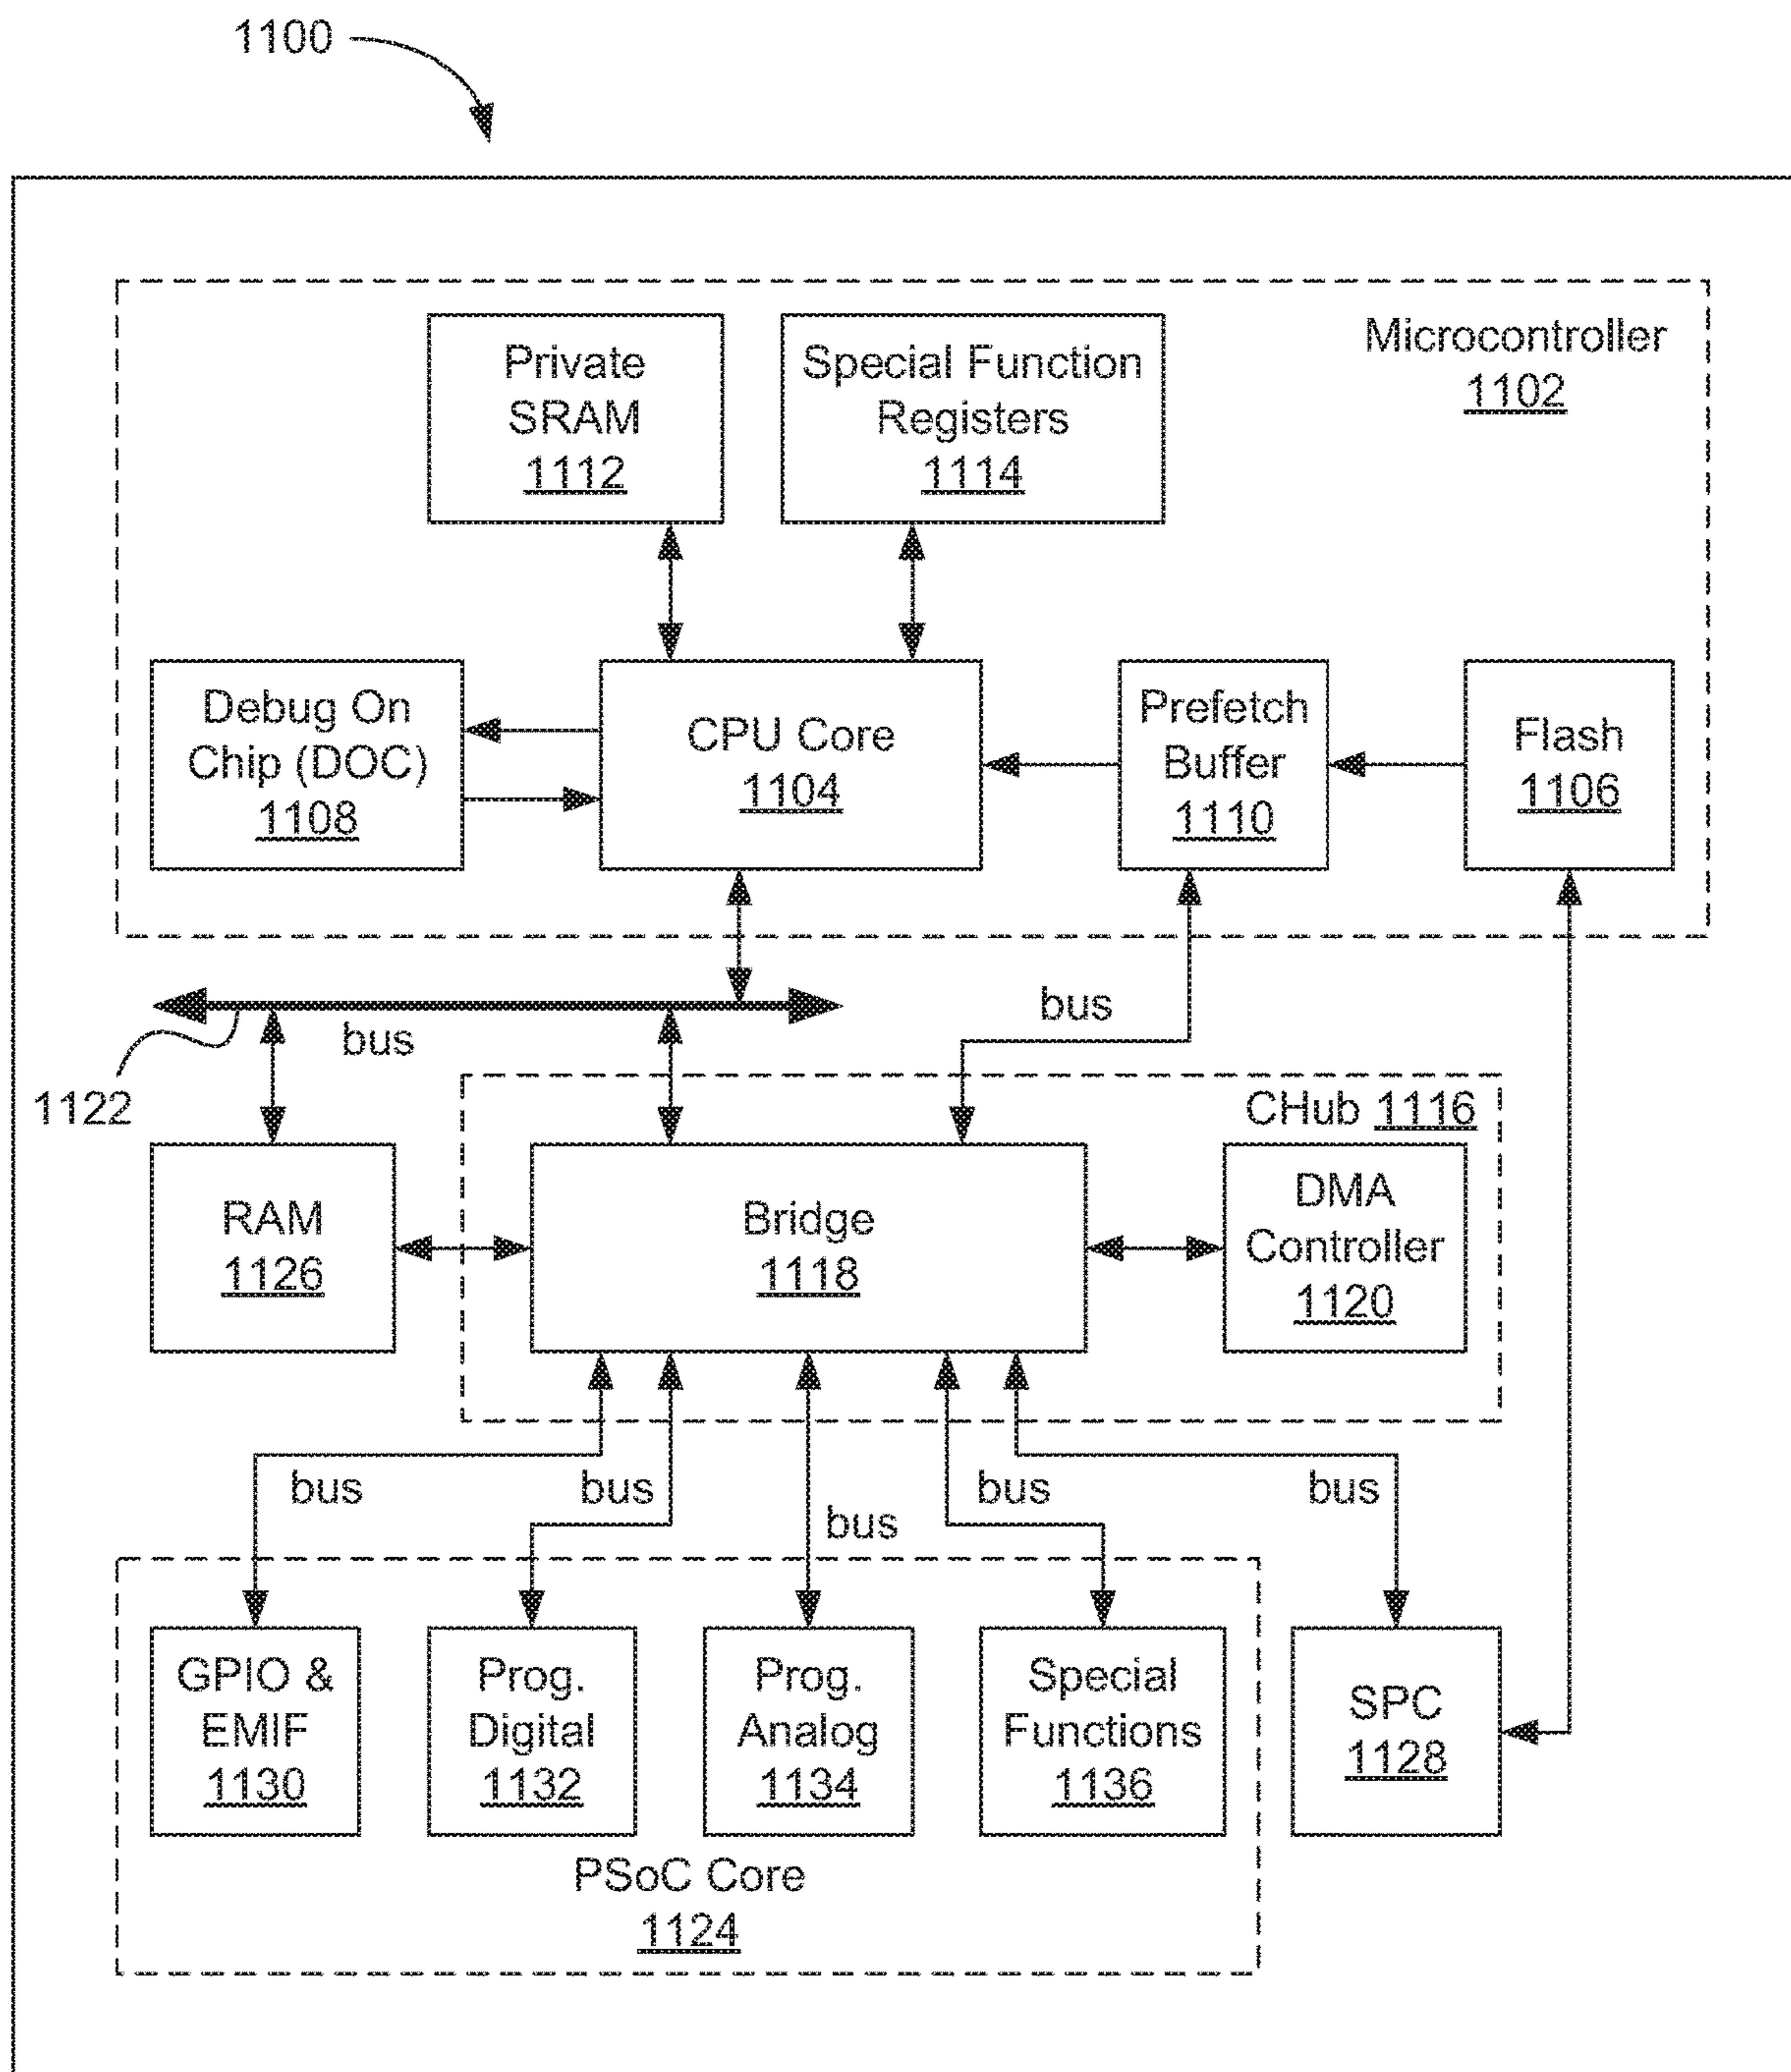 1100
Microcontroller
1102
Private
SRAM
1112
Special Function
Registers
1114
Debug On
Chip (DOC)
1108
CPU Core
1104
Prefetch
Buffer
1110
Flash
1106
bus
bus
1122
CHub 1116
RAM
1126
Bridge
1118
DMA
Controller
1120
bus
bus
bus
bus
bus
GPIO &
EMIF
1130
Prog.
Digital
1132
Prog.
Analog
1134
Special
Functions
1136
SPC
1128
PSoC Core
1124